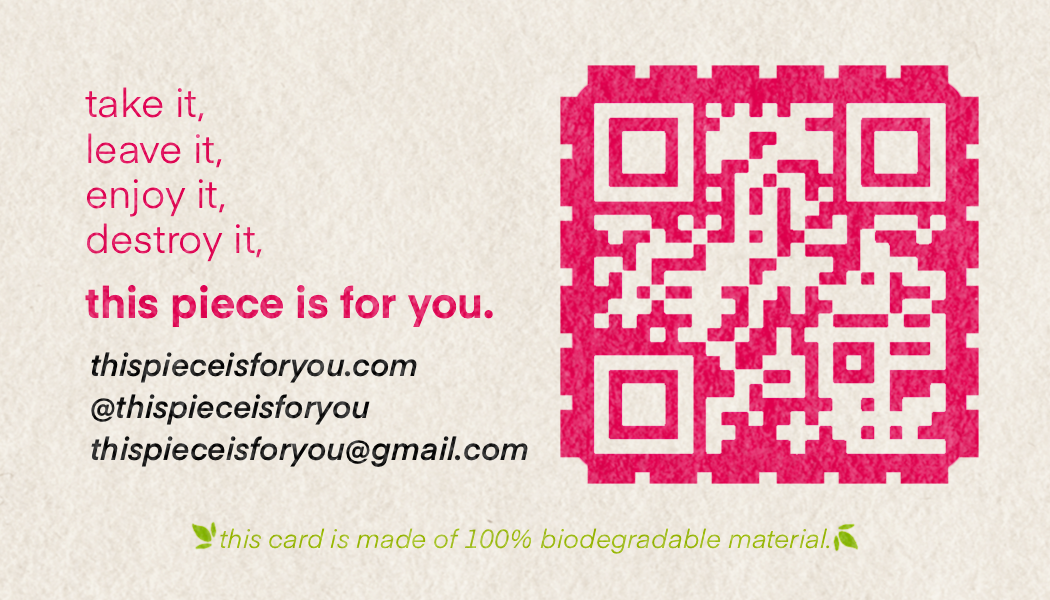 take it,
leave it,
enjoy it,
destroy it,
this piece is for you.
thispieceisforyou.com
@thispieceisforyou
thispieceisforyou@gmail.com
this card is made of 100% biodegradable material.